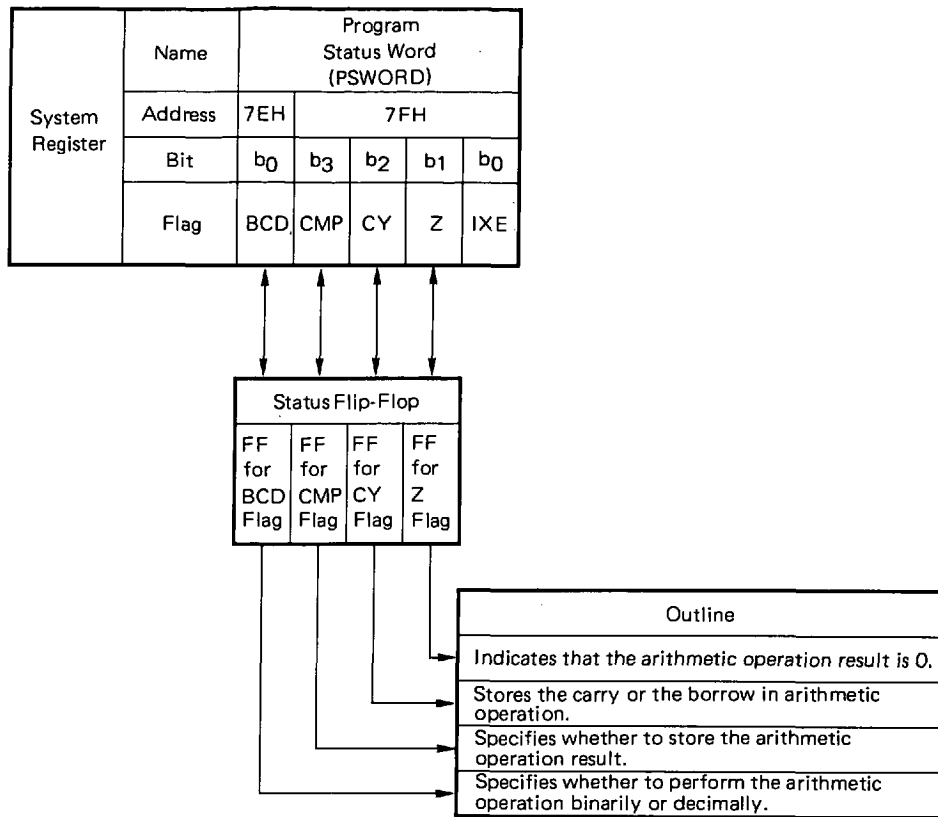 System
Register
Name
Program
Status Word
(PSWORD)
Address
7EH
7FH
Bit
b0
b3
b2
b1
b0
Flag
BCD
CMP
CY
Z
IXE
Status Flip-Flop
FF
for
BCD
Flag
FF
for
CMP
Flag
FF
for
CY
Flag
FF
for
Z
Flag
Outline
Indicates that the arithmetic operation result is 0.
Stores the carry or the borrow in arithmetic
operation.
Specifies whether to store the arithmetic
operation result.
Specifies whether to perform the arithmetic
operation binarily or decimally.